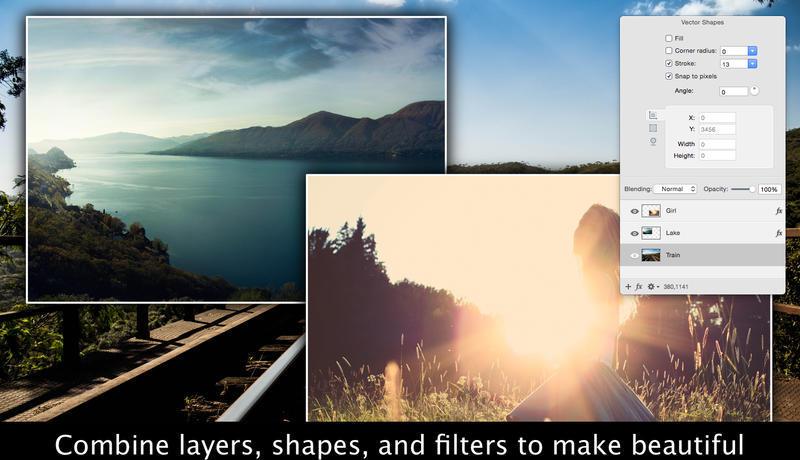 Vector Shapes
Fill
Corner radius: 0
Stroke: 13
Snap to pixels
Angle: 0 °
X: 0
Y: 3456
Width 0
Height: 0
Blending: Normal Opacity: 100%
Girl fx
Lake fx
Train
+ fx 380,1141
Combine layers, shapes, and filters to make beautiful